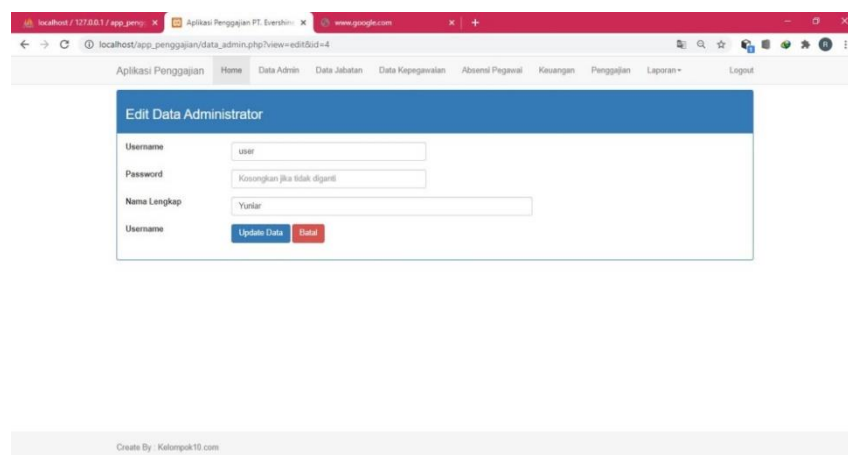 localhost / 127.0.0.1 / app_peng
Aplikasi Penggajian PT. Evershin
www.google.com
localhost/app_penggajian/data_admin.php?view=edit&id=4
R
Aplikasi Penggajian Home Data Admin Data Jabatan Data Kepegawaian Absensi Pegawai Keuangan Penggajian Laporan Logout
Edit Data Administrator
Username user
Password Kosongkan jika tidak diganti
Nama Lengkap Yuniar
Username Update Data Batal
Create By : Kelompok10.com